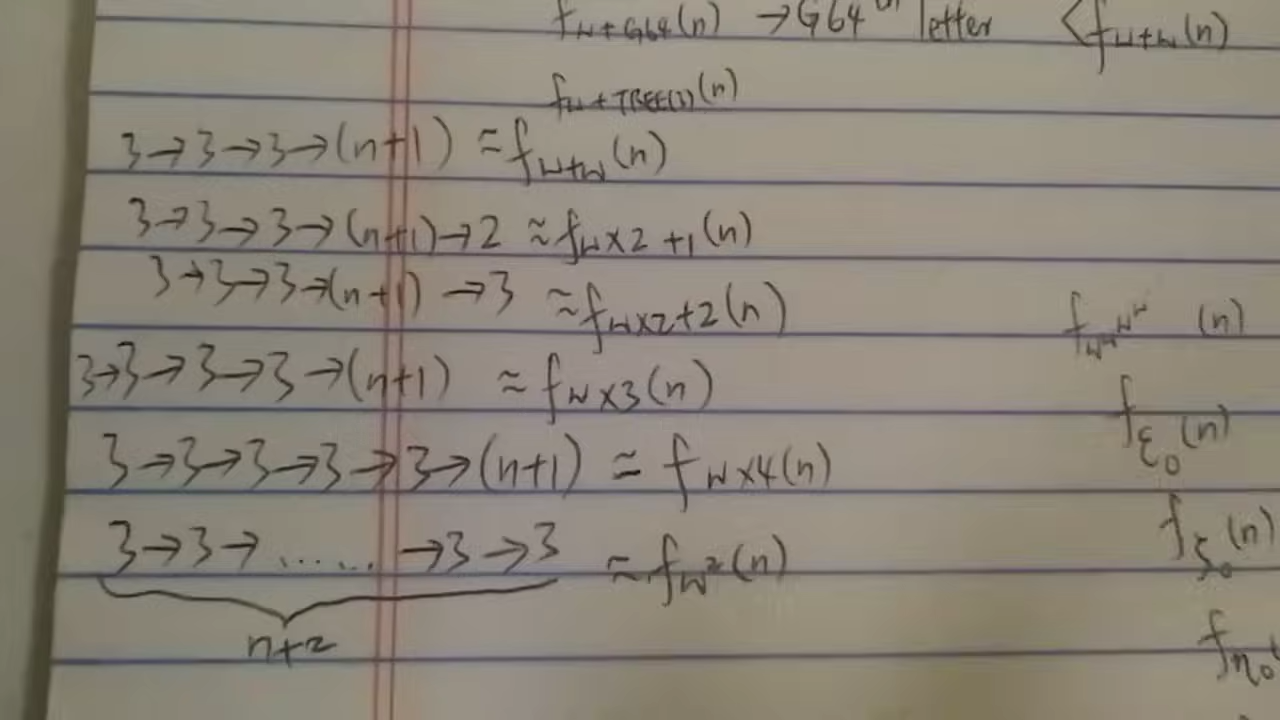 f_{w+G64}(n) → G64^{th} letter < f_{w+w}(n)
f_{w+TREE(3)}(n)
3→3→3→(n+1) ≈ f_{w+w}(n)
3→3→3→(n+1)→2 ≈ f_{w×2+1}(n)
3→3→3→(n+1)→3 ≈ f_{w×2+2}(n)
3→3→3→3→(n+1) ≈ f_{w×3}(n)
3→3→3→3→3→(n+1) ≈ f_{w×4}(n)
3→3→......→3→3 ≈ f_{w^2}(n)
n+2
f_{w^{w^{w^w}}}(n)
f_{ε_0}(n)
f_{ζ_0}(n)
f_{η_0}(